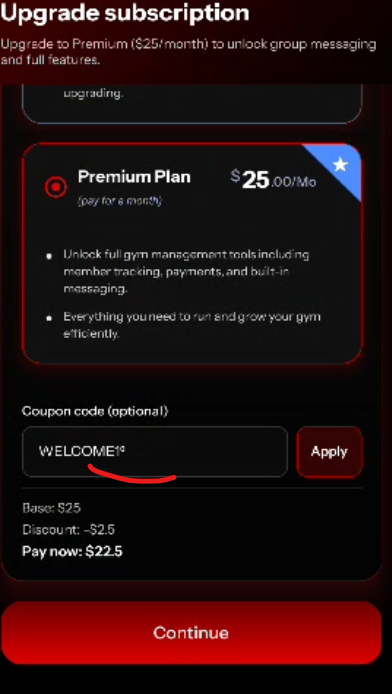 Upgrade subscription
Upgrade to Premium ($25/month) to unlock group messaging
and full features.
upgrading.
Premium Plan
$25.00/Mo
(pay for a month)
• Unlock full gym management tools including
member tracking, payments, and built-in
messaging.
• Everything you need to run and grow your gym
efficiently.
Coupon code (optional)
WELCOME1⁰
Apply
Base: $25
Discount: -$2.5
Pay now: $22.5
Continue